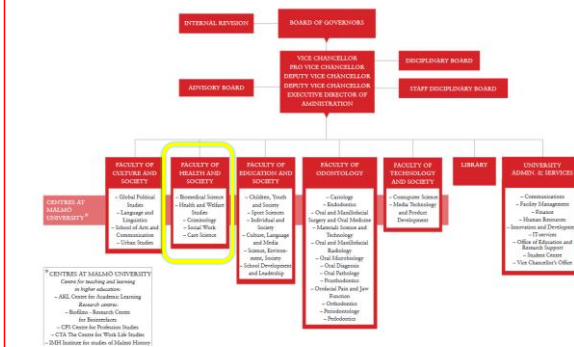 INTERNAL REVISION
BOARD OF GOVERNORS
VICE CHANCELLOR
PRO VICE CHANCELLOR
DEPUTY VICE CHANCELLOR
DEPUTY VICE CHANCELLOR
EXECUTIVE DIRECTOR OF
AMINISTRATION
ADVISORY BOARD
DISCIPLINARY BOARD
STAFF DISCIPLINARY BOARD
CENTRES AT
MALMÖ
UNIVERSITY*
FACULTY OF
CULTURE AND
SOCIETY
– Global Political
Studies
– Language and
Linguistics
– School of Arts and
Communication
– Urban Studies
FACULTY OF
HEALTH AND
SOCIETY
– Biomedical Science
– Health and Welfare
Studies
– Criminology
– Social Work
– Care Science
FACULTY OF
EDUCATION AND
SOCIETY
– Children, Youth
and Society
– Sport Sciences
– Individual and
Society
– Culture, Language
and Media
– Science, Environ-
ment, Society
– School Development
and Leadership
FACULTY OF
ODONTOLOGY
– Cariology
– Endodontics
– Oral and Maxillofacial
Surgery and Oral Medicine
– Materials Science and
Technology
– Oral and Maxillofacial
Radiology
– Oral Microbiology
– Oral Diagnosis
– Oral Pathology
– Prosthodontics
– Orofacial Pain and Jaw
Function
– Orthodontics
– Periodontology
– Pedodontics
FACULTY OF
TECHNOLOGY
AND SOCIETY
– Computer Science
– Media Technology
and Product
Development
LIBRARY
UNIVERSITY
ADMIN. & SERVICES
– Communications
– Facility Management
– Finance
– Human Resources
– Innovation and Development
– IT-services
– Office of Education and
Research Support
– Student Centre
– Vice Chancellor's Office
*CENTRES AT MALMÖ UNIVERSITY
Centre for teaching and learning
in higher education:
– AKL Centre for Academic Learning
Research centres:
– Biofilms - Research Centre
for Biointerfaces
– CPS Centre for Profession Studies
– CTA The Centre for Work Life Studies
– IMH Institute for studies of Malmö History